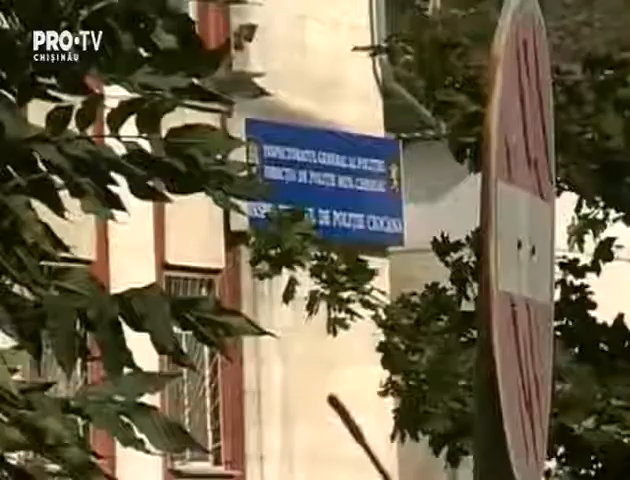 PRO•TV
CHIȘINĂU
INSPECTORATUL GENERAL AL POLIȚIEI
DIRECȚIA DE POLIȚIE MUN. CHIȘINĂU
DE POLIȚIE CIOCANA